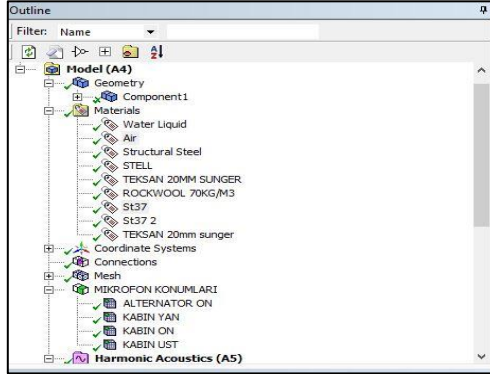 Outline
Filter: Name
Model (A4)
Geometry
Component1
Materials
Water Liquid
Air
Structural Steel
STELL
TEKSAN 20MM SUNGER
ROCKWOOL 70KG/M3
St37
St37 2
TEKSAN 20mm sunger
Coordinate Systems
Connections
Mesh
MIKROFON KONUMLARI
ALTERNATOR ON
KABIN YAN
KABIN ON
KABIN UST
Harmonic Acoustics (A5)